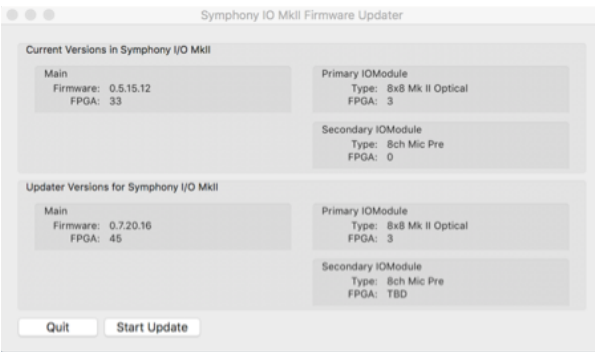 Symphony IO MkII Firmware Updater
Current Versions in Symphony I/O MkII
Main
Firmware: 0.5.15.12
FPGA: 33
Primary IOModule
Type: 8x8 Mk II Optical
FPGA: 3
Secondary IOModule
Type: 8ch Mic Pre
FPGA: 0
Updater Versions for Symphony I/O MkII
Main
Firmware: 0.7.20.16
FPGA: 45
Primary IOModule
Type: 8x8 Mk II Optical
FPGA: 3
Secondary IOModule
Type: 8ch Mic Pre
FPGA: TBD
Quit
Start Update